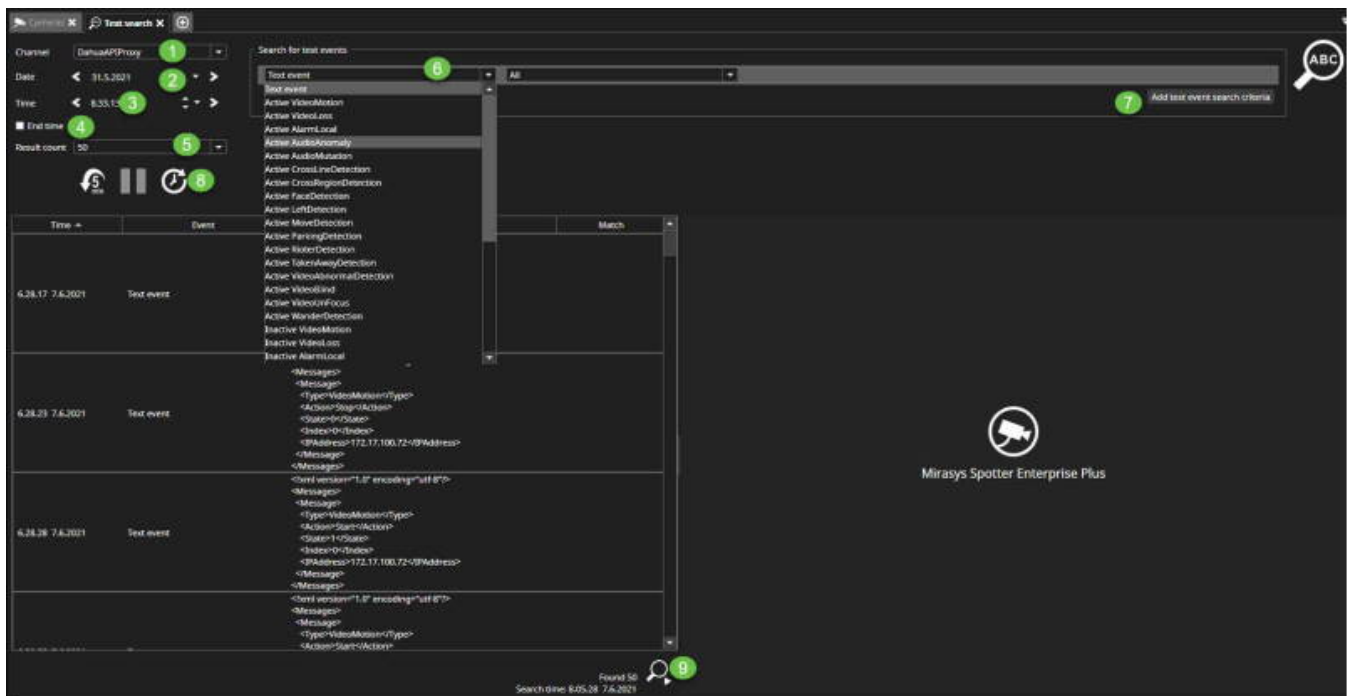 Cameras
Text search
Channel
DahuaAPIProxy
1
Date
31.5.2021
2
Time
8.33.1
3
End time
4
Result count
50
5
5
min
8
Search for text events
Text event
6
All
7
Add text event search criteria
ABC
Text event
Active VideoMotion
Active VideoLoss
Active AlarmLocal
Active AudioAnomaly
Active AudioMutation
Active CrossLineDetection
Active CrossRegionDetection
Active FaceDetection
Active LeftDetection
Active MoveDetection
Active ParkingDetection
Active RioterDetection
Active TakenAwayDetection
Active VideoAbnormalDetection
Active VideoBlind
Active VideoUnFocus
Active WanderDetection
Inactive VideoMotion
Inactive VideoLoss
Inactive AlarmLocal
Time
Event
Match
6.28.17 7.6.2021
Text event
6.28.23 7.6.2021
Text event
<Messages>
<Message>
<Type>VideoMotion</Type>
<Action>Stop</Action>
<State>0</State>
<Index>0</Index>
<IPAddress>172.17.100.72</IPAddress>
</Message>
</Messages>
6.28.28 7.6.2021
Text event
<?xml version="1.0" encoding="utf-8"?>
<Messages>
<Message>
<Type>VideoMotion</Type>
<Action>Start</Action>
<State>1</State>
<Index>0</Index>
<IPAddress>172.17.100.72</IPAddress>
</Message>
</Messages>
<?xml version="1.0" encoding="utf-8"?>
<Messages>
<Message>
<Type>VideoMotion</Type>
<Action>Start</Action>
Mirasys Spotter Enterprise Plus
Found 50
9
Search time: 8.05.28 7.6.2021